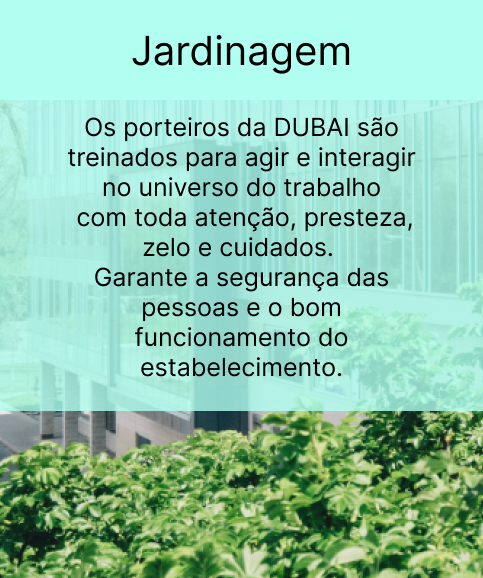 Jardinagem
Os porteiros da DUBAI são
treinados para agir e interagir
no universo do trabalho
com toda atenção, presteza,
zelo e cuidados.
Garante a segurança das
pessoas e o bom
funcionamento do
estabelecimento.